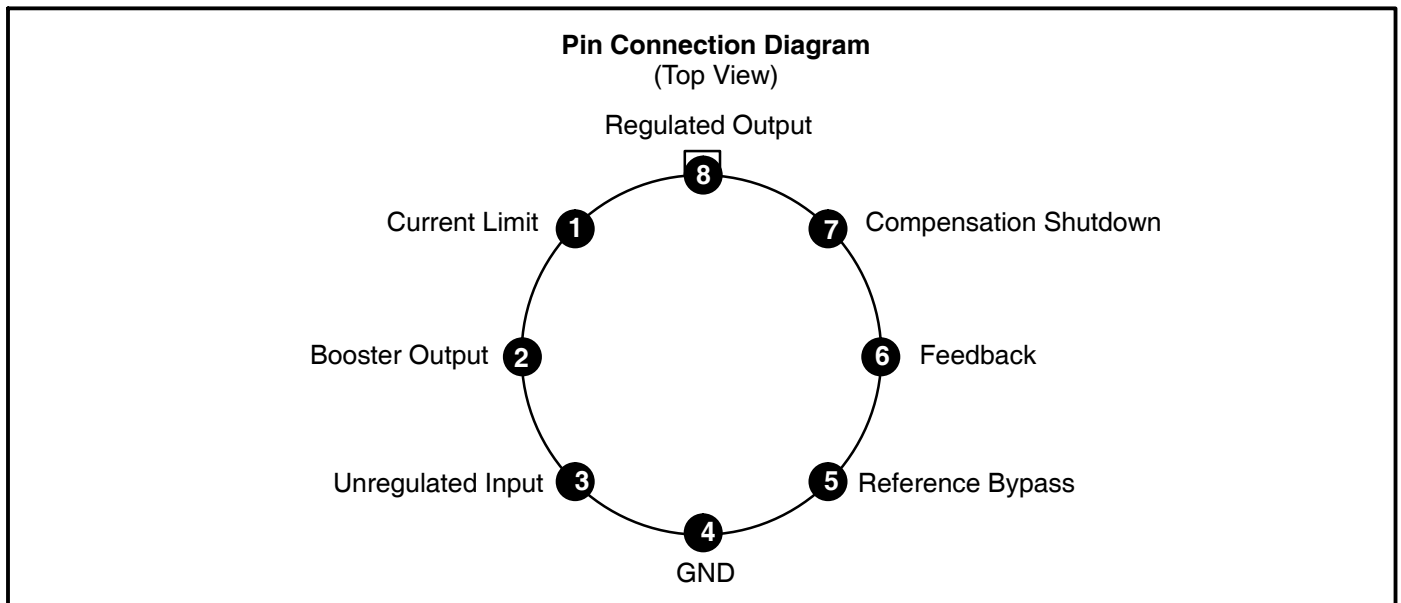 Pin Connection Diagram
(Top View)
Regulated Output
8
Current Limit 1
7 Compensation Shutdown
Booster Output 2
6 Feedback
Unregulated Input 3
5 Reference Bypass
4
GND